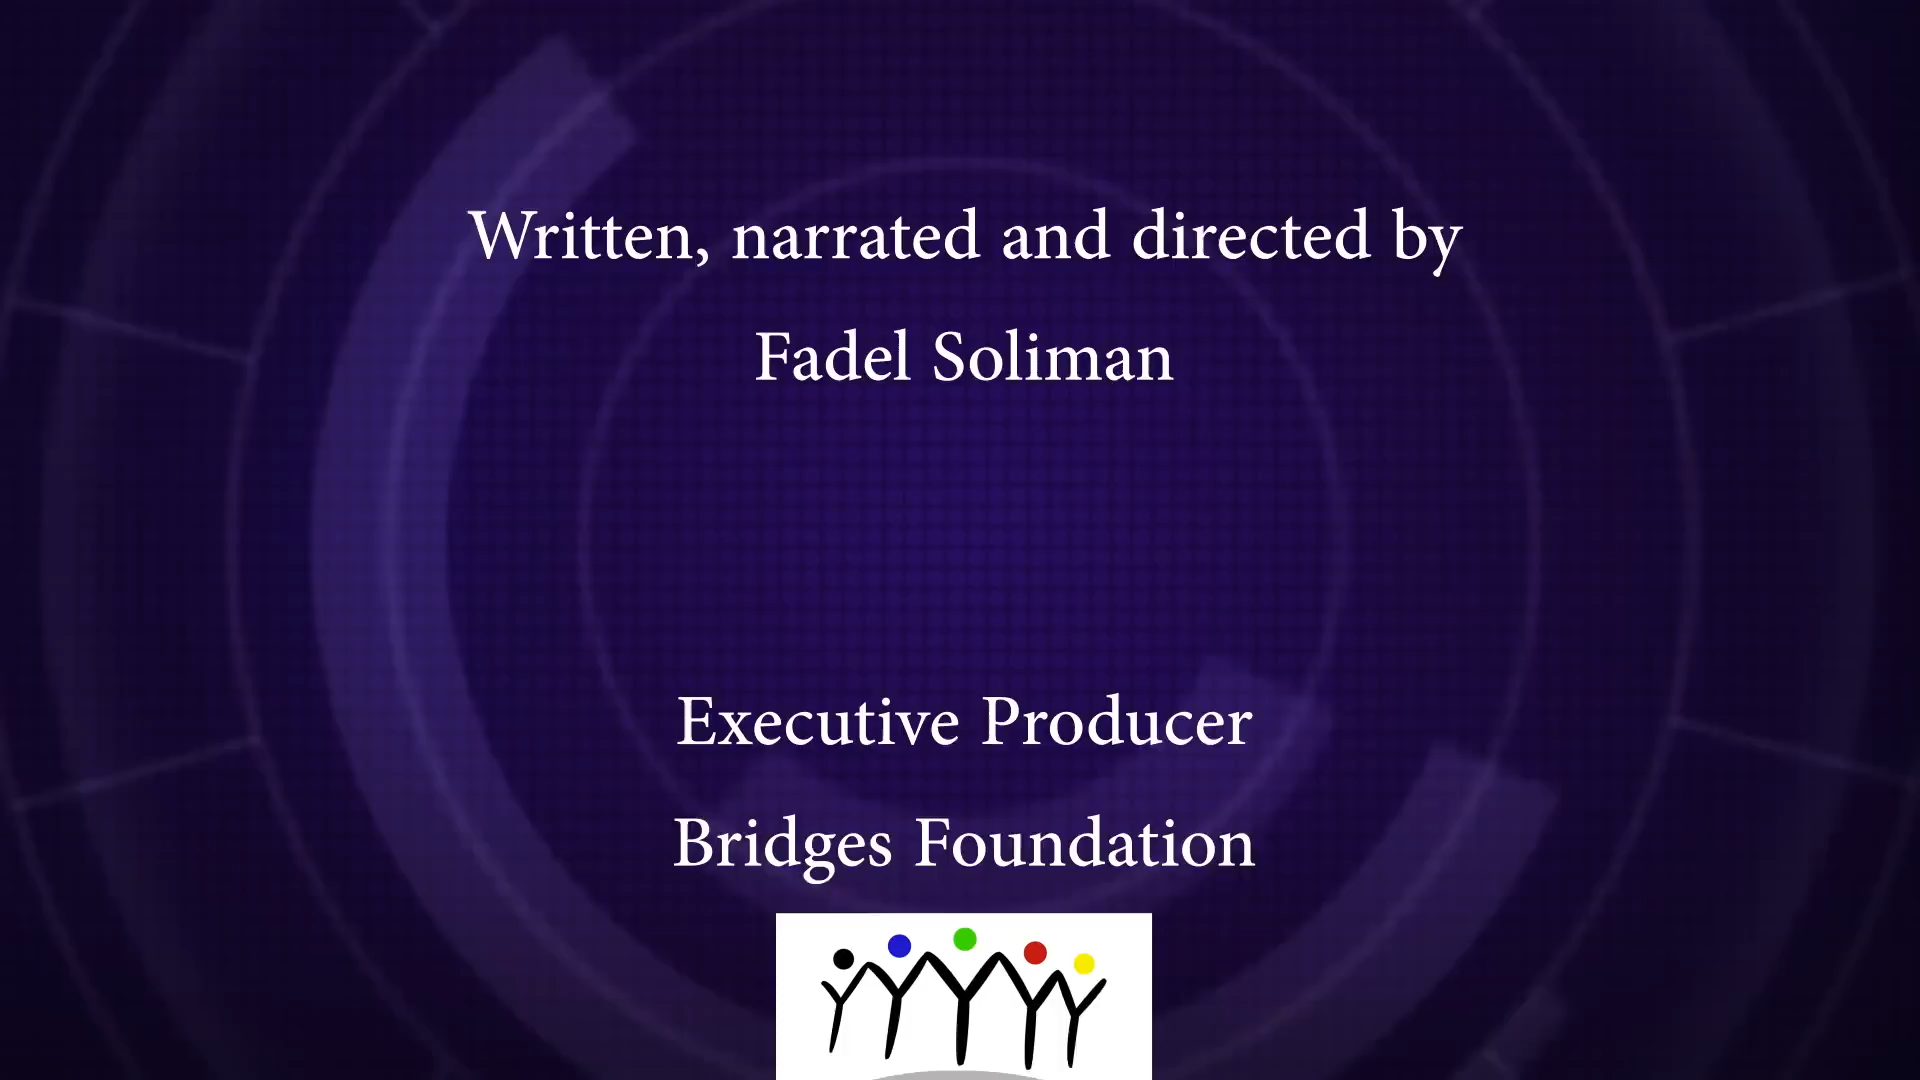 Written, narrated and directed by
Fadel Soliman
Executive Producer
Bridges Foundation